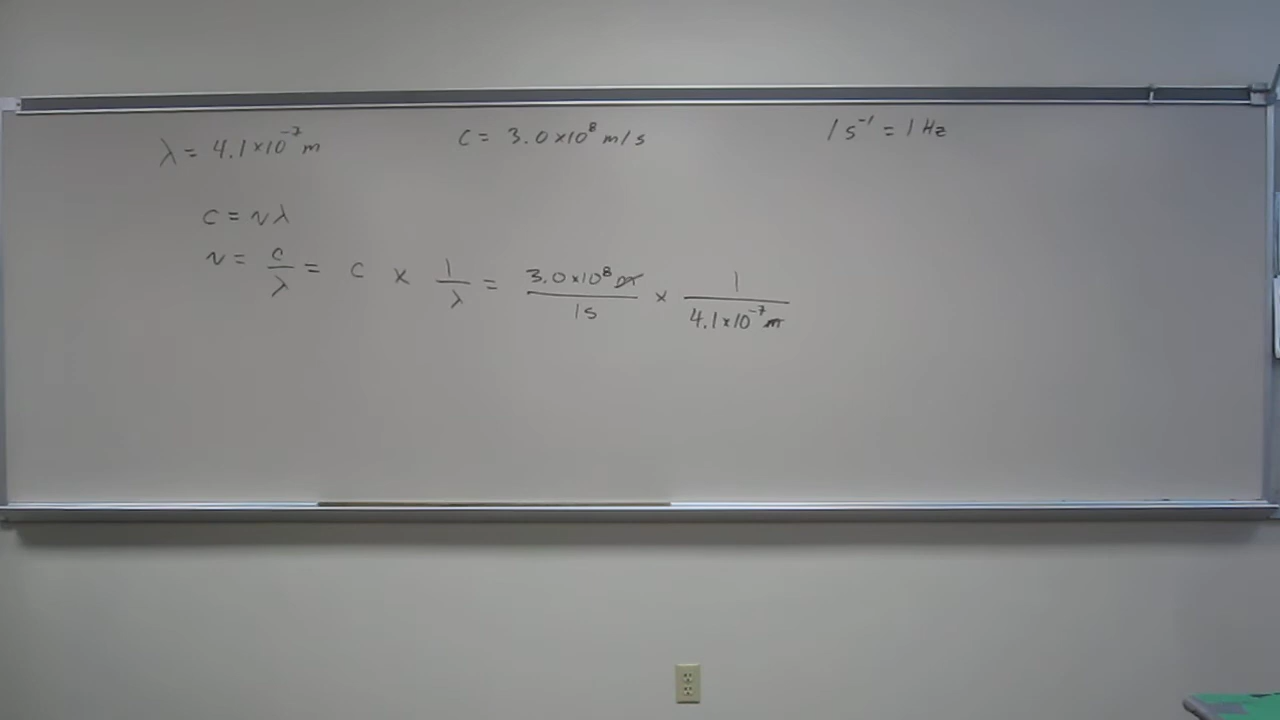 λ = 4.1×10⁻⁷ m
c = 3.0×10⁸ m/s
1 s⁻¹ = 1 Hz
c = νλ
ν = c/λ = c × 1/λ = 3.0×10⁸ m/1s × 1/4.1×10⁻⁷ m